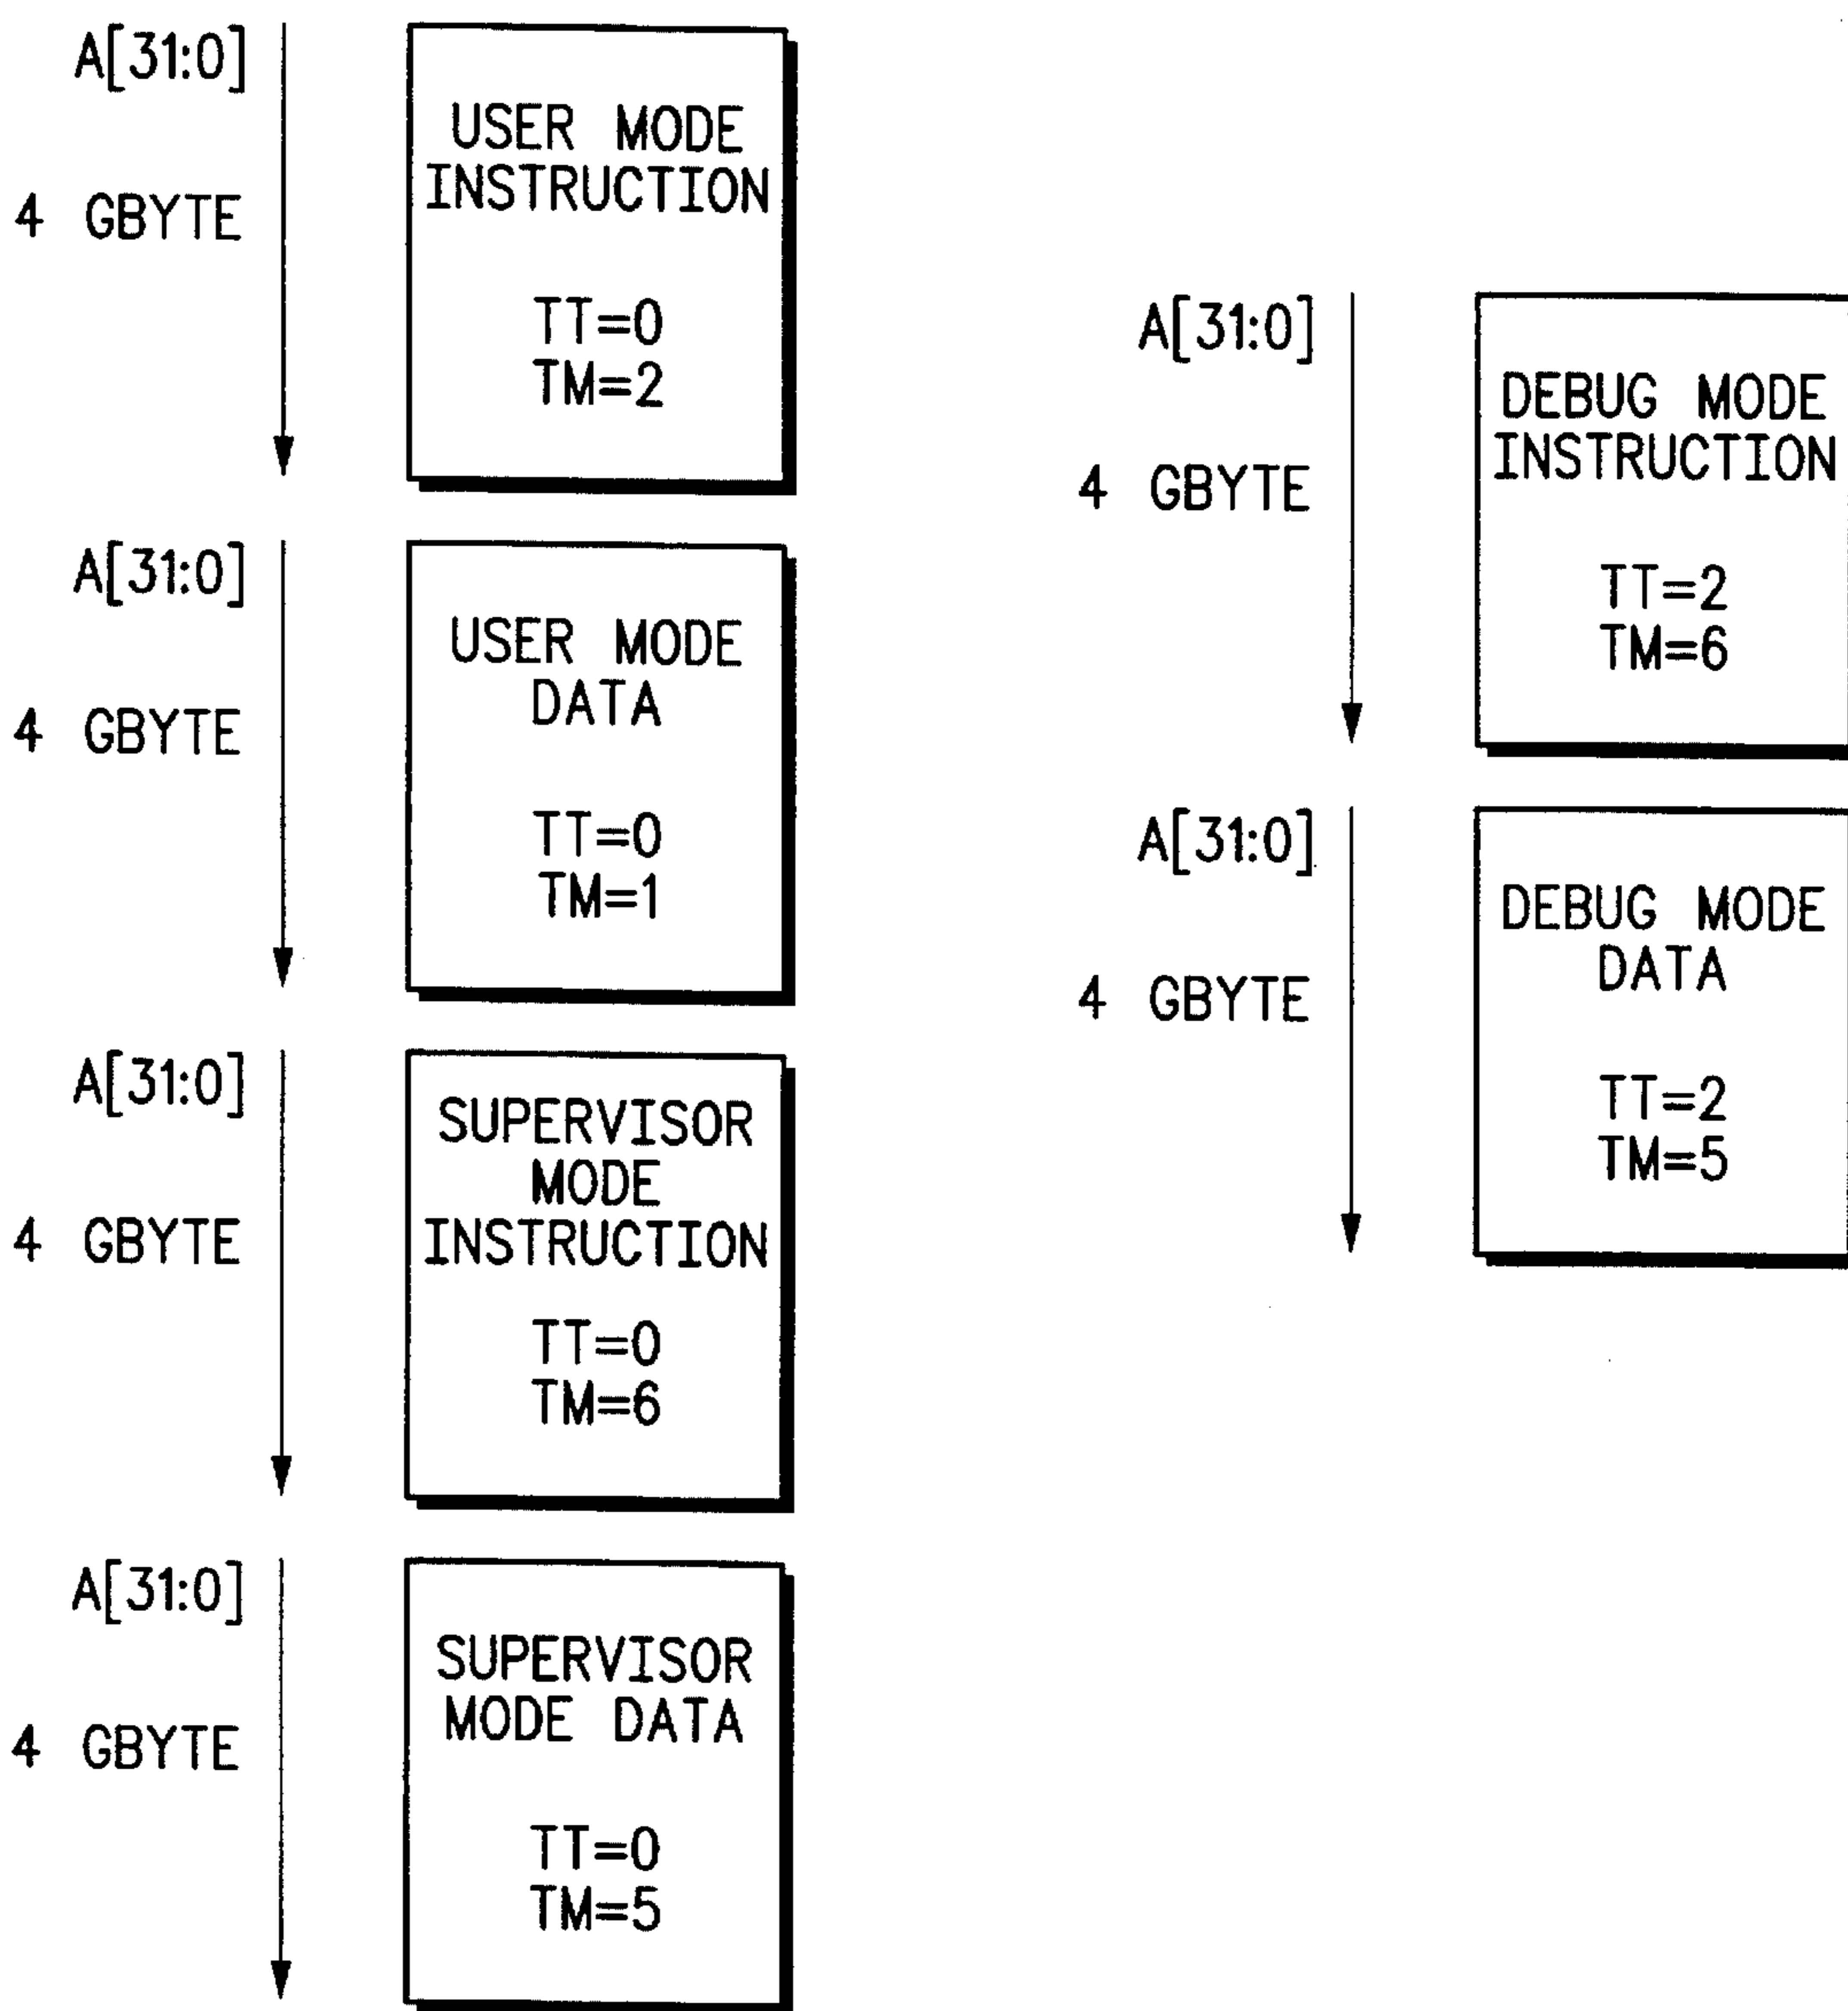 A[31:0]
4 GBYTE
USER MODE
INSTRUCTION
TT=0
TM=2
A[31:0]
4 GBYTE
USER MODE
DATA
TT=0
TM=1
A[31:0]
4 GBYTE
SUPERVISOR
MODE
INSTRUCTION
TT=0
TM=6
A[31:0]
4 GBYTE
SUPERVISOR
MODE DATA
TT=0
TM=5
A[31:0]
4 GBYTE
DEBUG MODE
INSTRUCTION
TT=2
TM=6
A[31:0]
4 GBYTE
DEBUG MODE
DATA
TT=2
TM=5